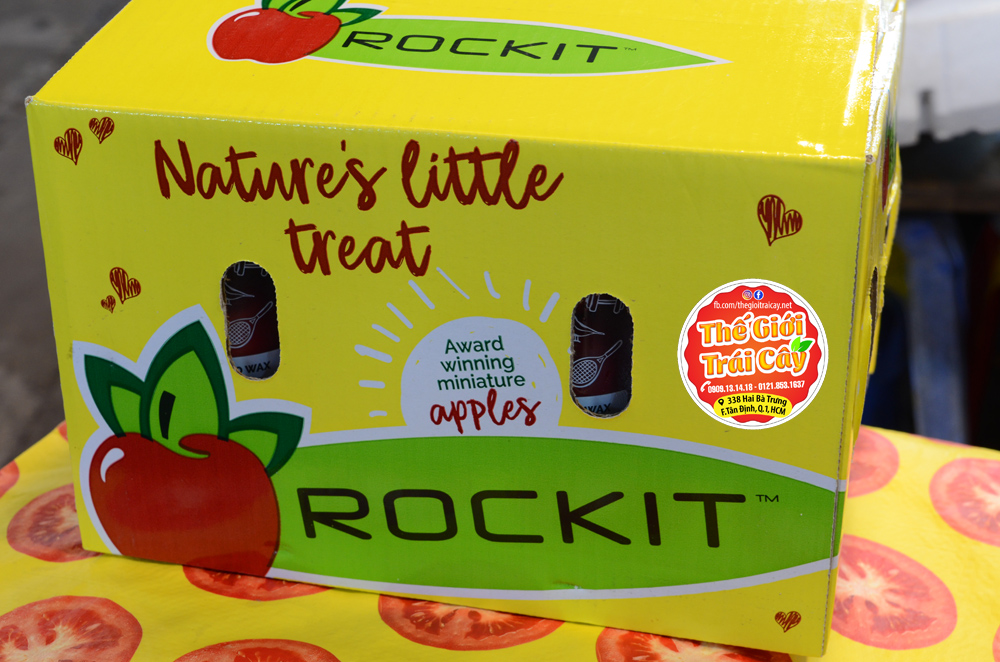 ROCKIT™
Nature's little
treat
Award
winning
miniature
apples
WAX
WAX
ROCKIT™
fb.com/thegioitraicay.net
Thế Giới
Trái Cây
0909.13.14.18 - 0121.853.1637
338 Hai Bà Trưng
F.Tân Định, Q.1, HCM